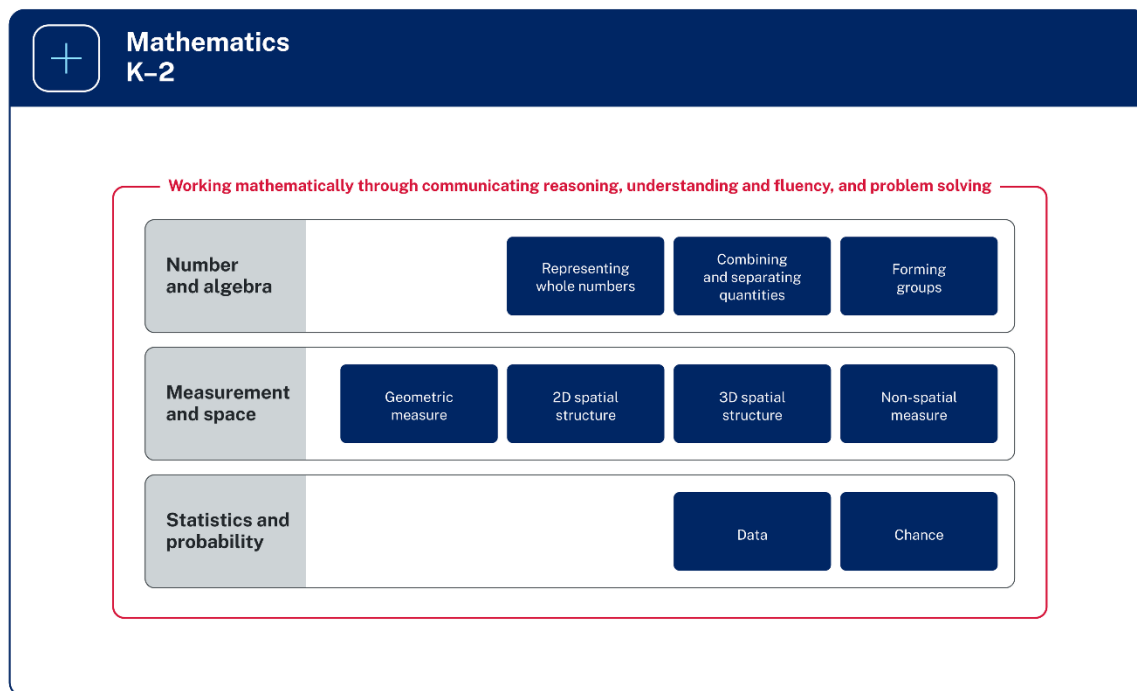 Mathematics
K–2
Working mathematically through communicating reasoning, understanding and fluency, and problem solving
Number
and algebra
Representing
whole numbers
Combining
and separating
quantities
Forming
groups
Measurement
and space
Geometric
measure
2D spatial
structure
3D spatial
structure
Non-spatial
measure
Statistics and
probability
Data
Chance